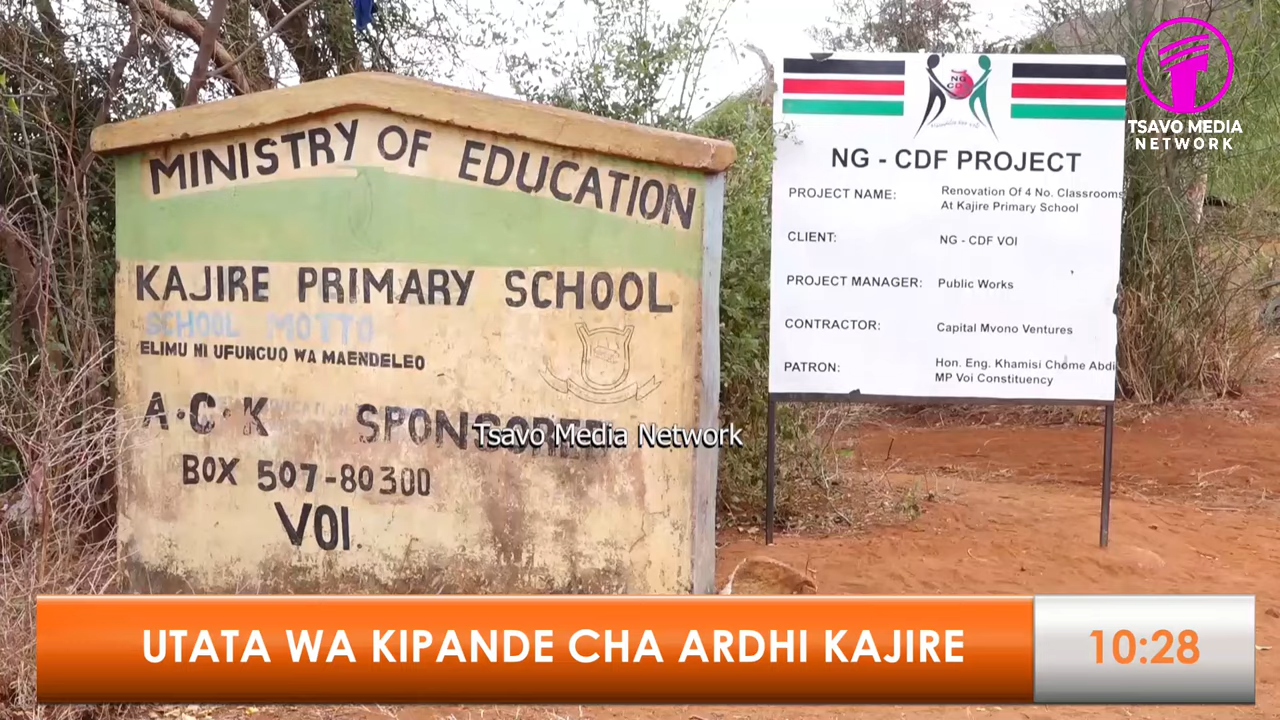 MINISTRY OF EDUCATION
KAJIRE PRIMARY SCHOOL
SCHOOL MOTTO
ELIMU NI UFUNGUO WA MAENDELEO
A.C.K SPONSORED
BOX 507-80300
VOI.
NG
CDF
NG - CDF PROJECT
PROJECT NAME: Renovation Of 4 No. Classrooms
At Kajire Primary School
CLIENT: NG - CDF VOI
PROJECT MANAGER: Public Works
CONTRACTOR: Capital Mvono Ventures
PATRON: Hon. Eng. Khamisi Chome Abdi
MP Voi Constituency
TSAVO MEDIA
NETWORK
Tsavo Media Network
UTATA WA KIPANDE CHA ARDHI KAJIRE
10:28